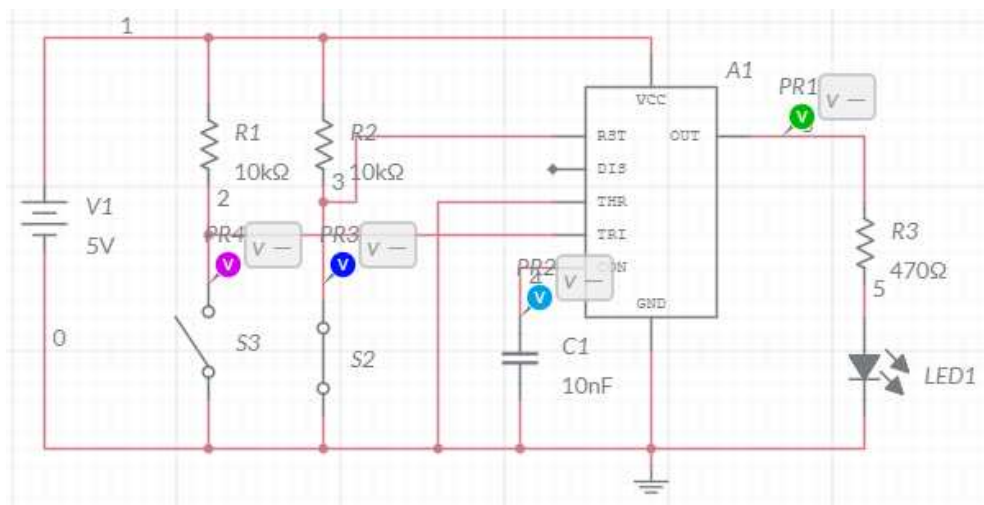 1
A1
PR1
V —
VCC
R1
R2
RST
OUT
10kΩ
3 10kΩ
DIS
V1
2
THR
R3
5V
PR4
V —
PR3
V —
TRI
470Ω
V
V
PR2
V —
4
5
V
GND
0
S3
S2
C1
LED1
10nF